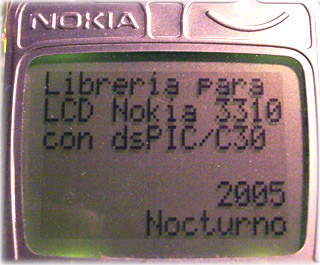 NOKIA
Libreria para
LCD Nokia 3310
con dsPIC/C30
2005
Nocturno